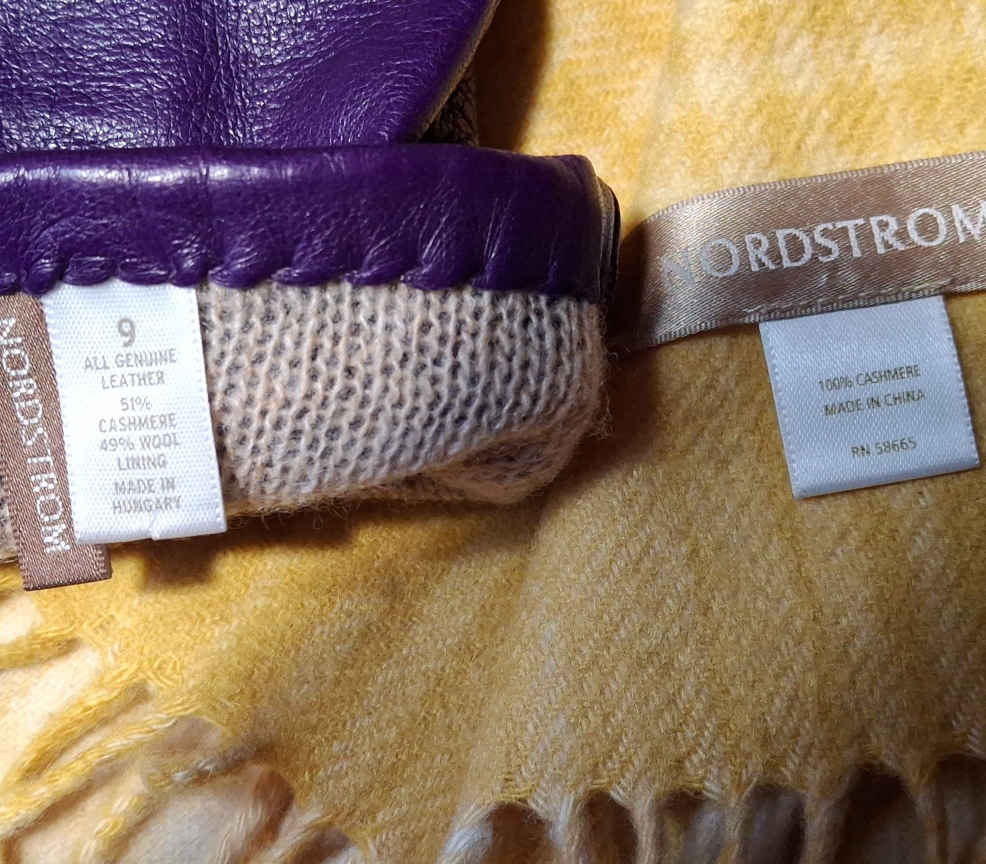 NORDSTROM
9
ALL GENUINE
LEATHER
51%
CASHMERE
49% WOOL
LINING
MADE IN
HUNGARY
NORDSTROM
100% CASHMERE
MADE IN CHINA
RN 58665